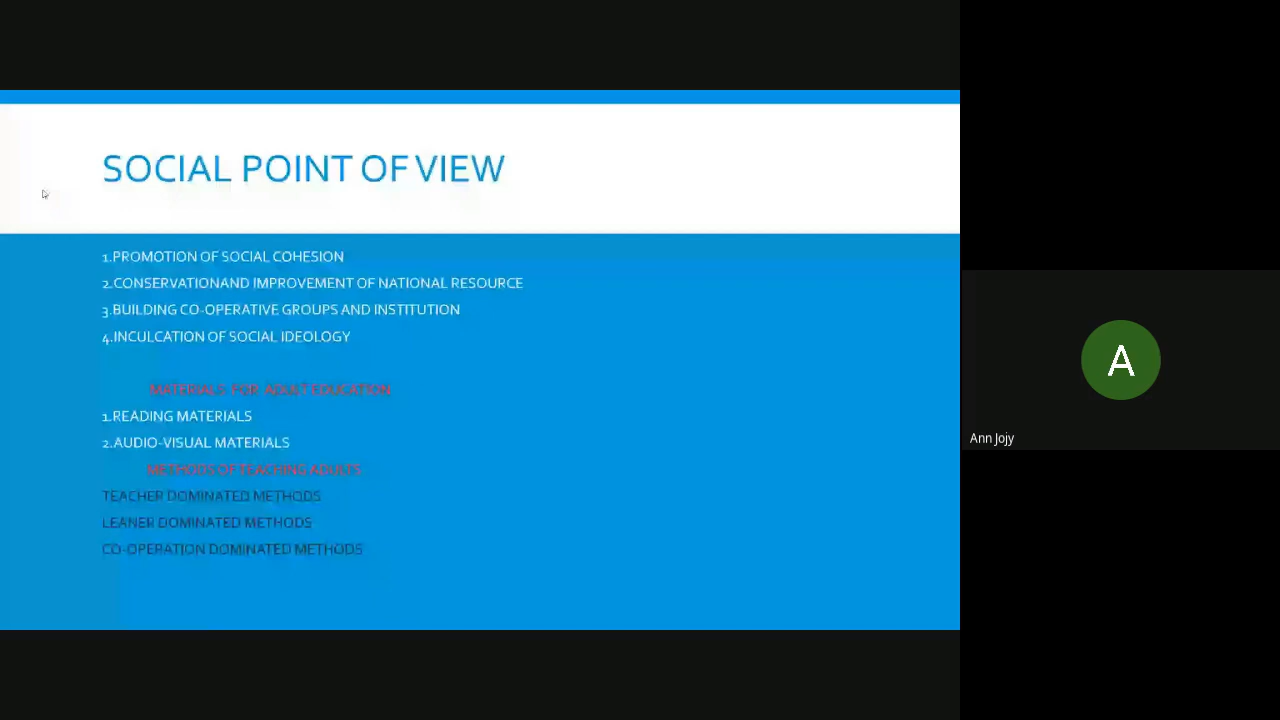 SOCIAL POINT OF VIEW
1.PROMOTION OF SOCIAL COHESION
2.CONSERVATIONAND IMPROVEMENT OF NATIONAL RESOURCE
3.BUILDING CO-OPERATIVE GROUPS AND INSTITUTION
4.INCULCATION OF SOCIAL IDEOLOGY
MATERIALS FOR ADULT EDUCATION
1.READING MATERIALS
2.AUDIO-VISUAL MATERIALS
METHODS OF TEACHING ADULTS
TEACHER DOMINATED METHODS
LEANER DOMINATED METHODS
CO-OPERATION DOMINATED METHODS
A
Ann Jojy